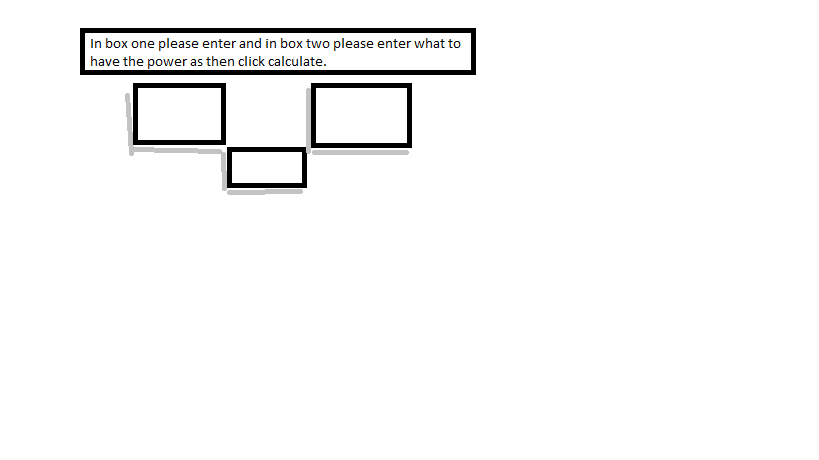 In box one please enter and in box two please enter what to
have the power as then click calculate.